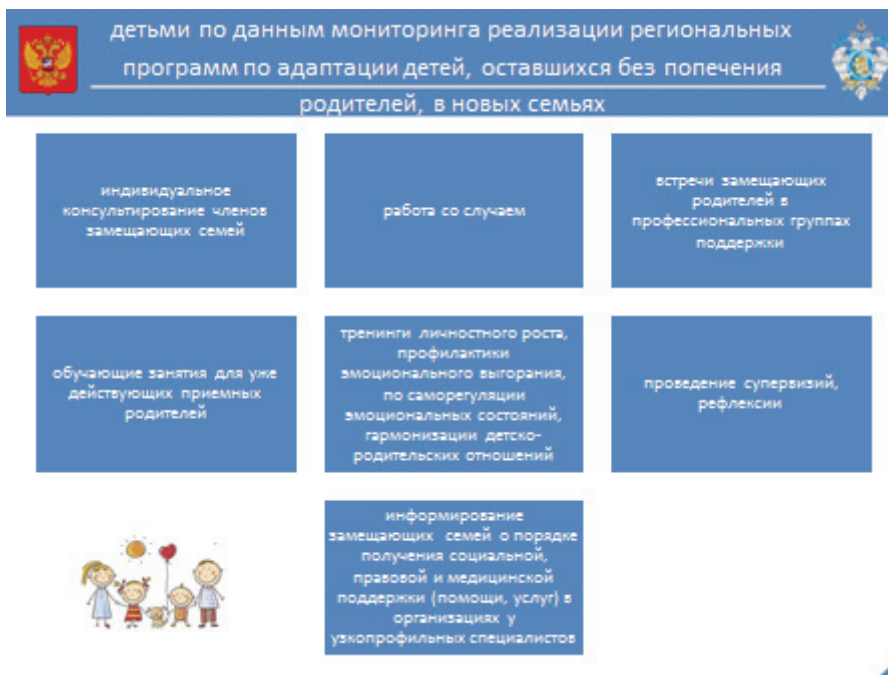 детьми по данным мониторинга реализации региональных
программ по адаптации детей, оставшихся без попечения
родителей, в новых семьях
индивидуальное
консультирование членов
замещающих семей
работа со случаем
встречи замещающих
родителей в
профессиональных группах
поддержки
обучающие занятия для уже
действующих приемных
родителей
тренинги личностного роста,
профилактики
эмоционального выгорания,
по саморегуляции
эмоциональных состояний,
гармонизации детско-
родительских отношений
проведение супервизий,
рефлексии
информирование
замещающих семей о порядке
получения социальной,
правовой и медицинской
поддержки (помощи, услуг) в
организациях у
узкопрофильных специалистов